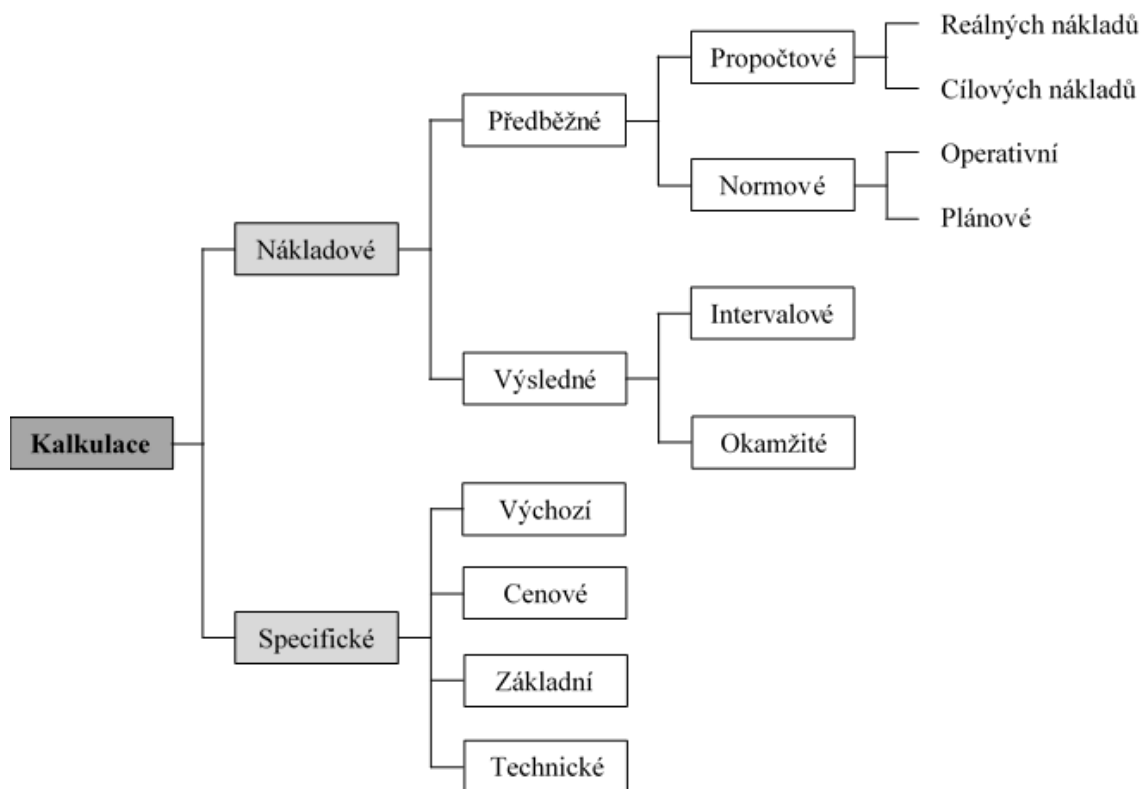 Reálných nákladů
Propočtové
Cílových nákladů
Předběžné
Operativní
Normové
Plánové
Nákladové
Intervalové
Výsledné
Okamžité
Kalkulace
Výchozí
Cenové
Specifické
Základní
Technické